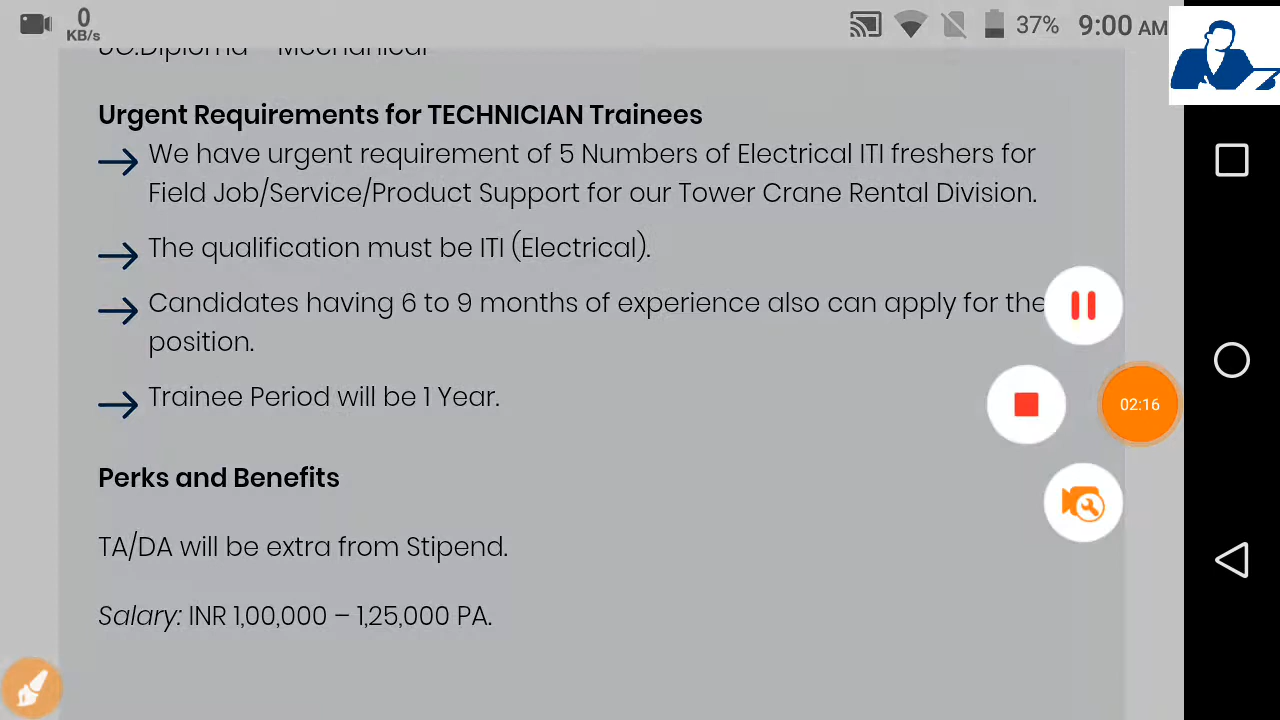 0
KB/s
37%
9:00 AM
UG:Diploma - Mechanical
Urgent Requirements for TECHNICIAN Trainees
We have urgent requirement of 5 Numbers of Electrical ITI freshers for
Field Job/Service/Product Support for our Tower Crane Rental Division.
The qualification must be ITI (Electrical).
Candidates having 6 to 9 months of experience also can apply for the
position.
Trainee Period will be 1 Year.
02:16
Perks and Benefits
TA/DA will be extra from Stipend.
Salary: INR 1,00,000 – 1,25,000 PA.